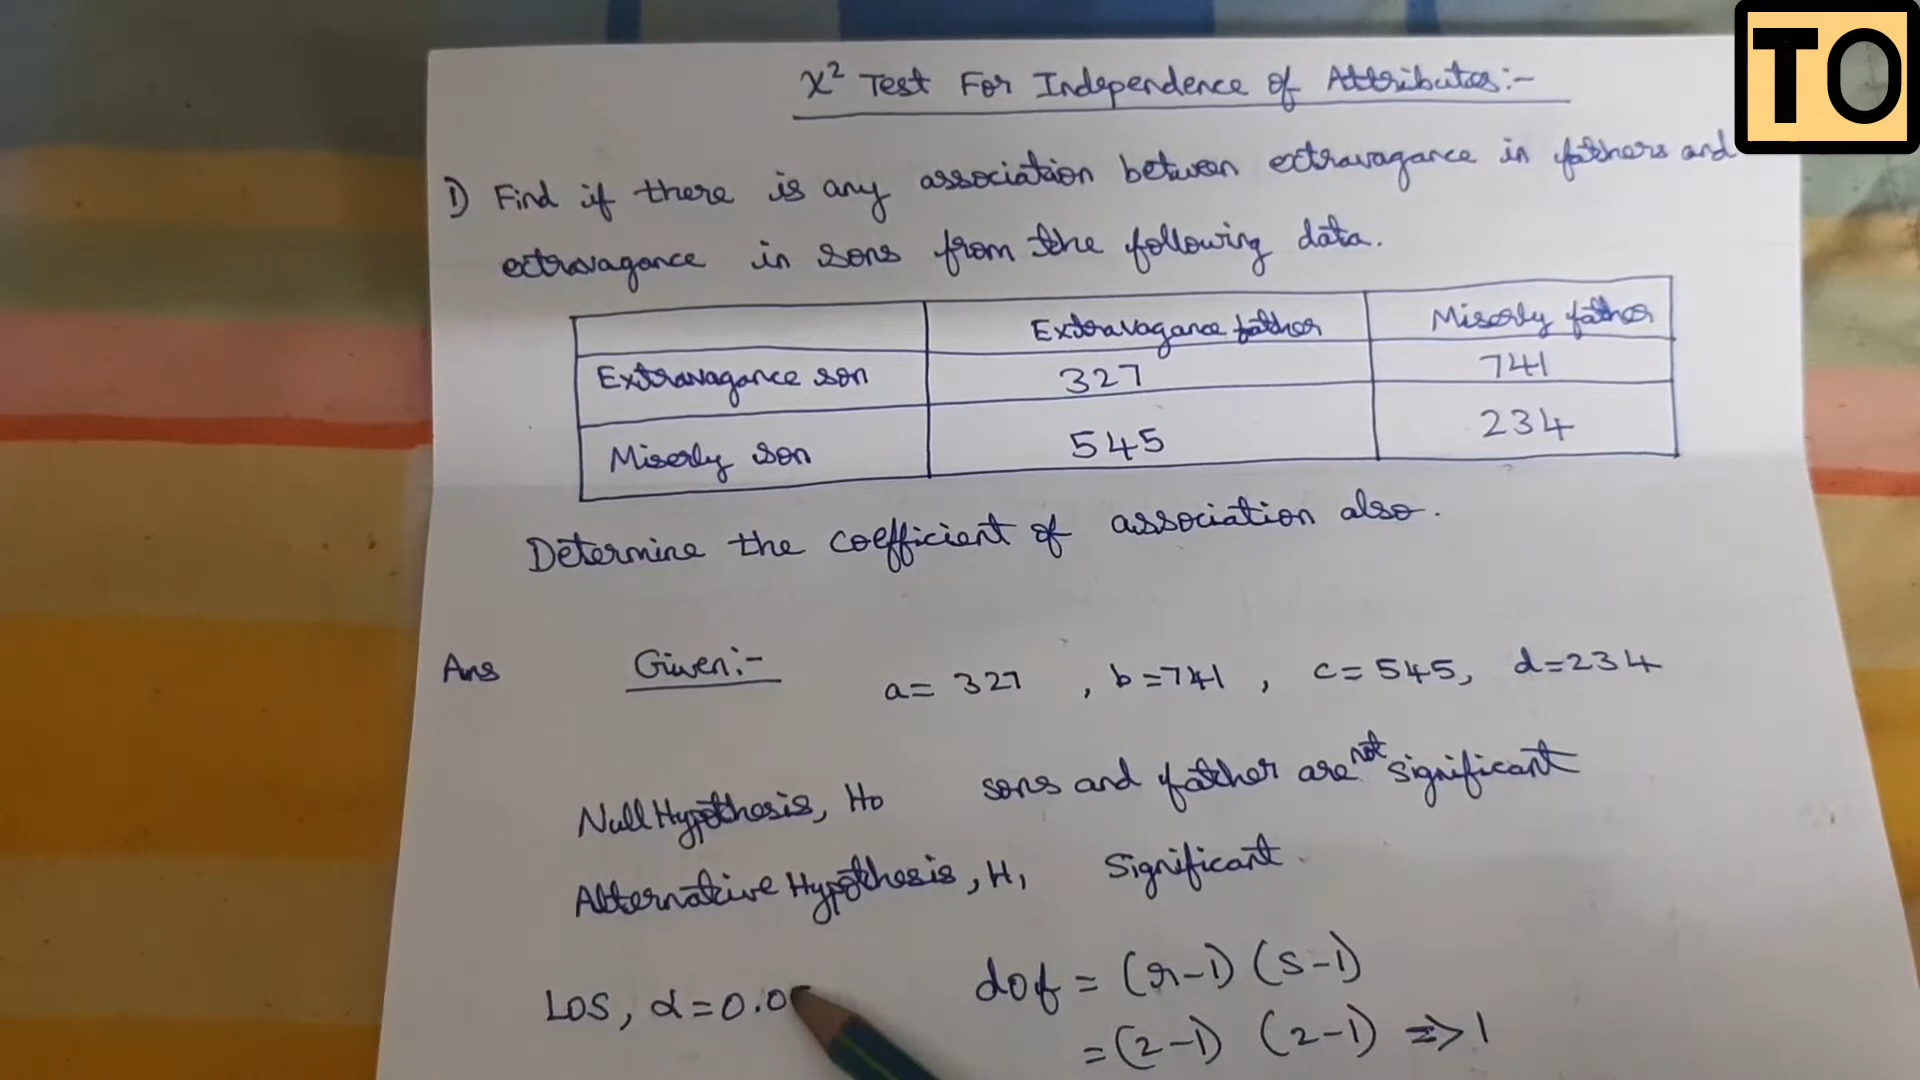 TO
χ² Test For Independence of Attributes:-
1) Find if there is any association between extravagance in fathers and
extravagance in sons from the following data.
Extravagance father Miserly father
Extravagance son 327 741
Miserly son 545 234
Determine the coefficient of association also.
Ans Given:- a= 327 , b=741 , c= 545, d=234
Null Hypothesis, H0 sons and father are not significant
Alternative Hypothesis, H1 Significant.
LOS, α=0.0
dof = (r-1) (s-1)
=(2-1) (2-1) => 1